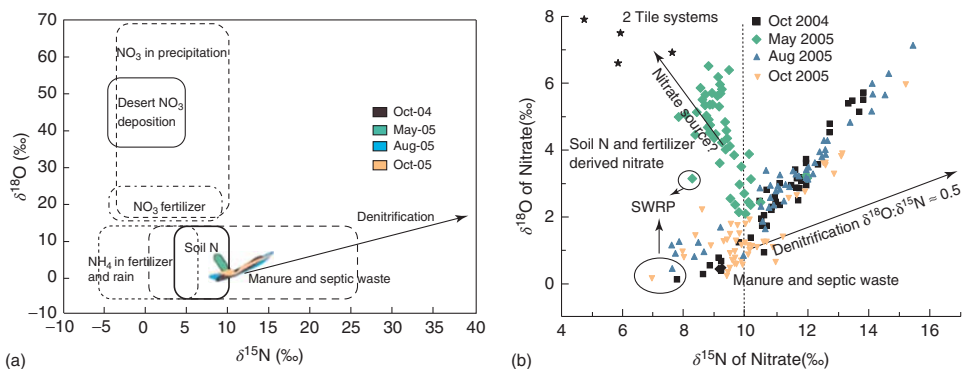 70
60
50
40
30
20
10
0
−10
δ18O (‰)
NO3 in precipitation
Desert NO3
deposition
NO3 fertilizer
NH4 in fertilizer
and rain
Soil N
Oct-04
May-05
Aug-05
Oct-05
Denitrification
Manure and septic waste
−10 −5 0 5 10 15 20 25 30 35 40
δ15N (‰)
(a)
8
6
4
2
0
δ18O of Nitrate(‰)
2 Tile systems
Oct 2004
May 2005
Aug 2005
Oct 2005
Nitrate source?
Soil N and fertilizer
derived nitrate
SWRP
Denitrification δ18O:δ15N ≈ 0.5
Manure and septic waste
4 6 8 10 12 14 16
δ15N of Nitrate(‰)
(b)